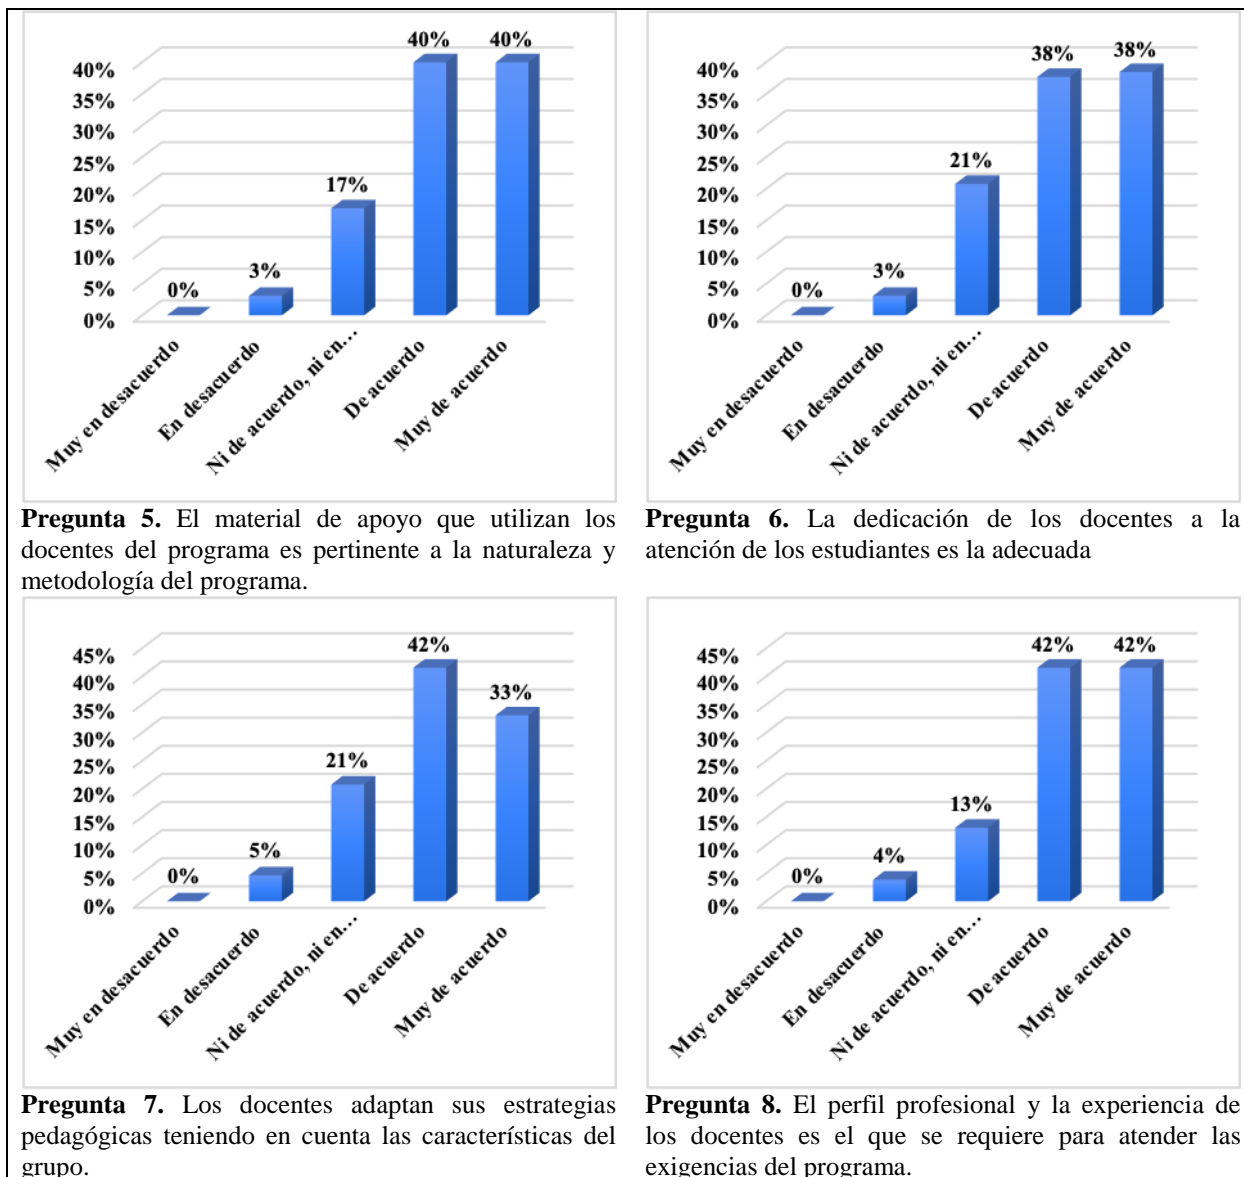 40% 40%
40%
35%
30%
25%
20%
15%
10%
5%
0%
17%
3%
0%
Muy en desacuerdo
En desacuerdo
Ni de acuerdo, ni en...
De acuerdo
Muy de acuerdo
Pregunta 5. El material de apoyo que utilizan los
docentes del programa es pertinente a la naturaleza y
metodología del programa.
38% 38%
40%
35%
30%
25%
20%
15%
10%
5%
0%
21%
3%
0%
Muy en desacuerdo
En desacuerdo
Ni de acuerdo, ni en...
De acuerdo
Muy de acuerdo
Pregunta 6. La dedicación de los docentes a la
atención de los estudiantes es la adecuada
42%
33%
45%
40%
35%
30%
25%
20%
15%
10%
5%
0%
21%
5%
0%
Muy en desacuerdo
En desacuerdo
Ni de acuerdo, ni en...
De acuerdo
Muy de acuerdo
Pregunta 7. Los docentes adaptan sus estrategias
pedagógicas teniendo en cuenta las características del
grupo.
42% 42%
45%
40%
35%
30%
25%
20%
15%
10%
5%
0%
13%
4%
0%
Muy en desacuerdo
En desacuerdo
Ni de acuerdo, ni en...
De acuerdo
Muy de acuerdo
Pregunta 8. El perfil profesional y la experiencia de
los docentes es el que se requiere para atender las
exigencias del programa.